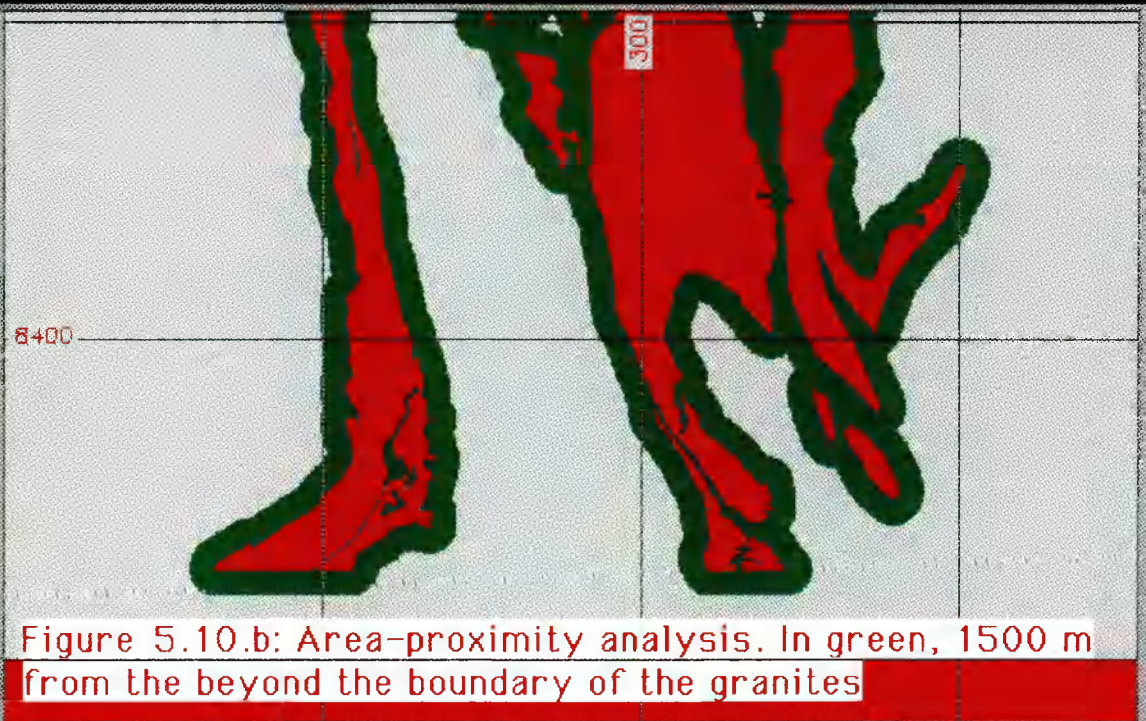 300
8400
Figure 5.10.b: Area-proximity analysis. In green, 1500 m
from the beyond the boundary of the granites